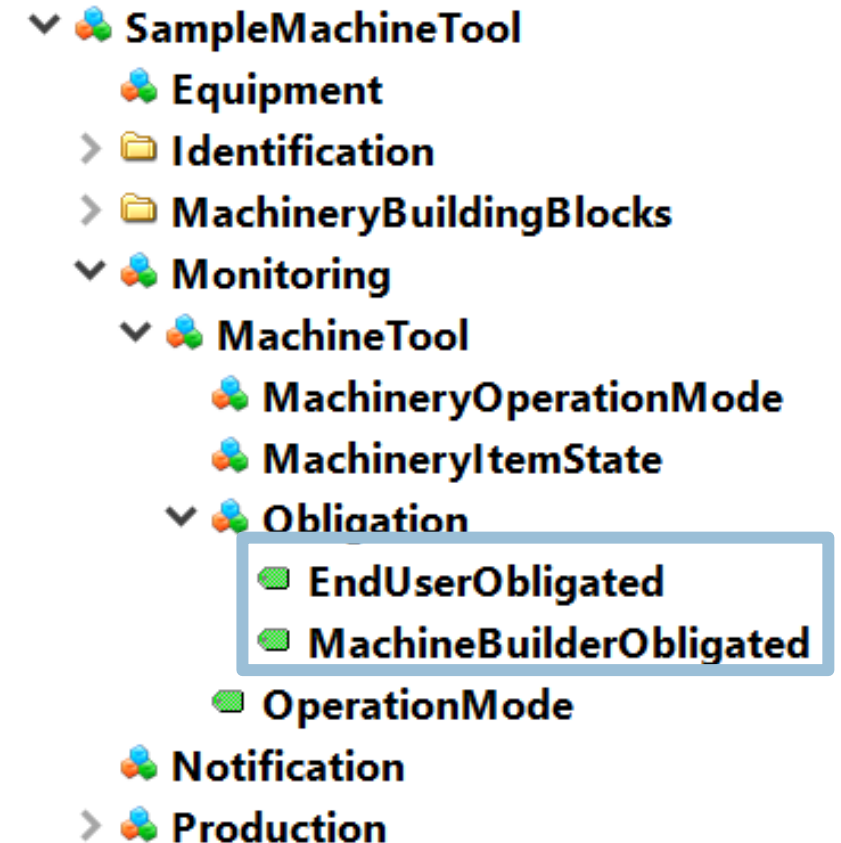 SampleMachineTool
Equipment
Identification
MachineryBuildingBlocks
Monitoring
MachineTool
MachineryOperationMode
MachineryItemState
Obligation
EndUserObligated
MachineBuilderObligated
OperationMode
Notification
Production